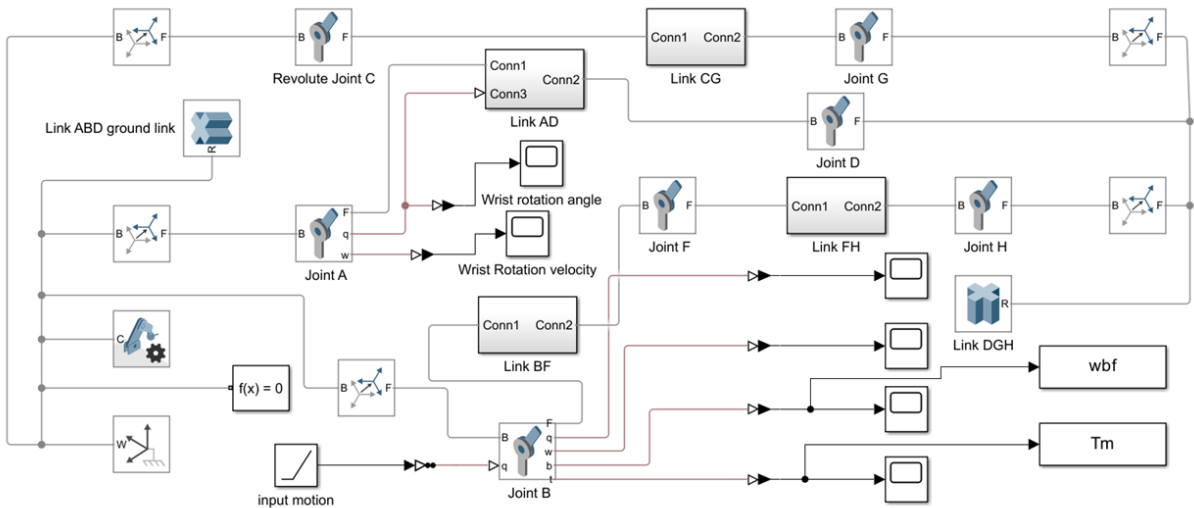 B F
B F
Revolute Joint C
Conn1 Conn2
Link CG
B F
Joint G
B F
Conn1
Conn3
Conn2
Link AD
Link ABD ground link
R
B F
Joint D
Wrist rotation angle
B F
B
F
q
w
Joint A
Wrist Rotation velocity
B F
Joint F
Conn1 Conn2
Link FH
B F
Joint H
B F
R
Link DGH
C
Conn1 Conn2
Link BF
f(x) = 0
B F
wbf
W
B
q
F
q
w
b
t
Joint B
input motion
Tm